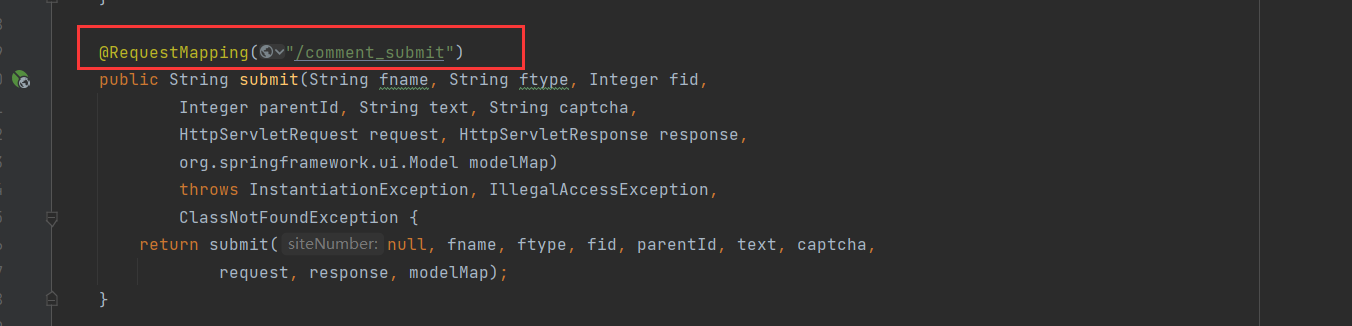 }
@RequestMapping("/comment_submit")
public String submit(String fname, String ftype, Integer fid,
Integer parentId, String text, String captcha,
HttpServletRequest request, HttpServletResponse response,
org.springframework.ui.Model modelMap)
throws InstantiationException, IllegalAccessException,
ClassNotFoundException {
return submit( siteNumber: null, fname, ftype, fid, parentId, text, captcha,
request, response, modelMap);
}